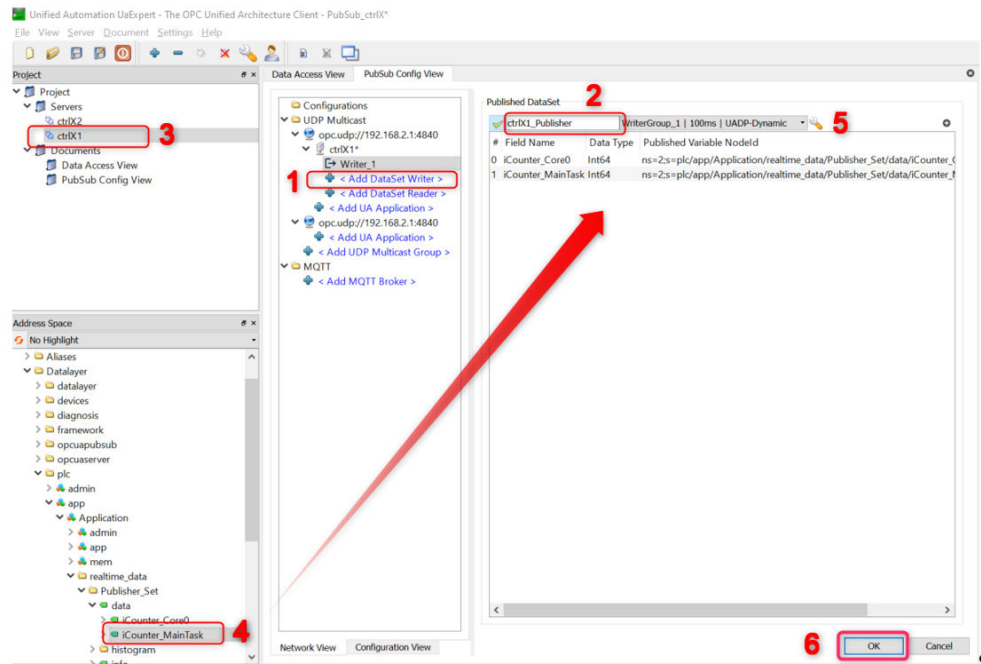 Unified Automation UaExpert - The OPC Unified Architecture Client - PubSub_ctrlX*
File View Server Document Settings Help
Project
Project
Servers
ctrlX2
ctrlX1
3
Documents
Data Access View
PubSub Config View
Address Space
No Highlight
Aliases
Datalayer
datalayer
devices
diagnosis
framework
opcuapubsub
opcuaserver
plc
admin
app
Application
admin
app
mem
realtime_data
Publisher_Set
data
iCounter_Core0
iCounter_MainTask
4
histogram
info
Data Access View PubSub Config View
Configurations
UDP Multicast
opc.udp://192.168.2.1:4840
ctrlX1*
Writer_1
1
< Add DataSet Writer >
< Add DataSet Reader >
< Add UA Application >
opc.udp://192.168.2.1:4840
< Add UA Application >
< Add UDP Multicast Group >
MQTT
< Add MQTT Broker >
Network View Configuration View
Published DataSet
2
ctrlX1_Publisher WriterGroup_1 | 100ms | UADP-Dynamic 5
# Field Name Data Type Published Variable NodeId
0 iCounter_Core0 Int64 ns=2;s=plc/app/Application/realtime_data/Publisher_Set/data/iCounter_(
1 iCounter_MainTask Int64 ns=2;s=plc/app/Application/realtime_data/Publisher_Set/data/iCounter_
6 OK Cancel